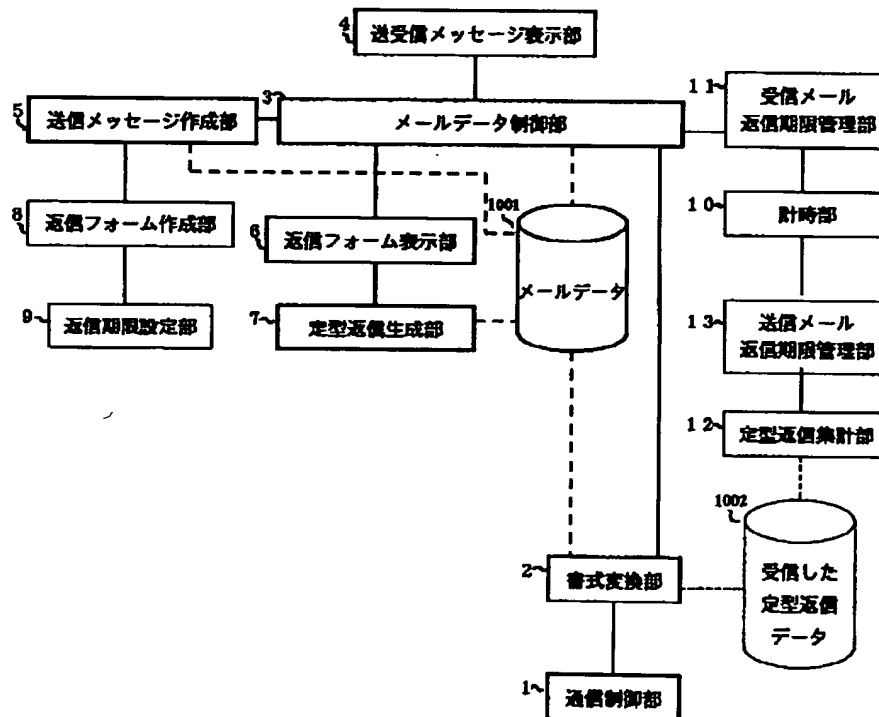 4
送受信メッセージ表示部
5
送信メッセージ作成部
3
メールデータ制御部
11
受信メール
返信期限管理部
8
返信フォーム作成部
6
返信フォーム表示部
1001
メールデータ
10
計時部
9
返信期限設定部
7
定型返信生成部
13
送信メール
返信期限管理部
12
定型返信集計部
1002
受信した
定型返信
データ
2
書式変換部
1
通信制御部